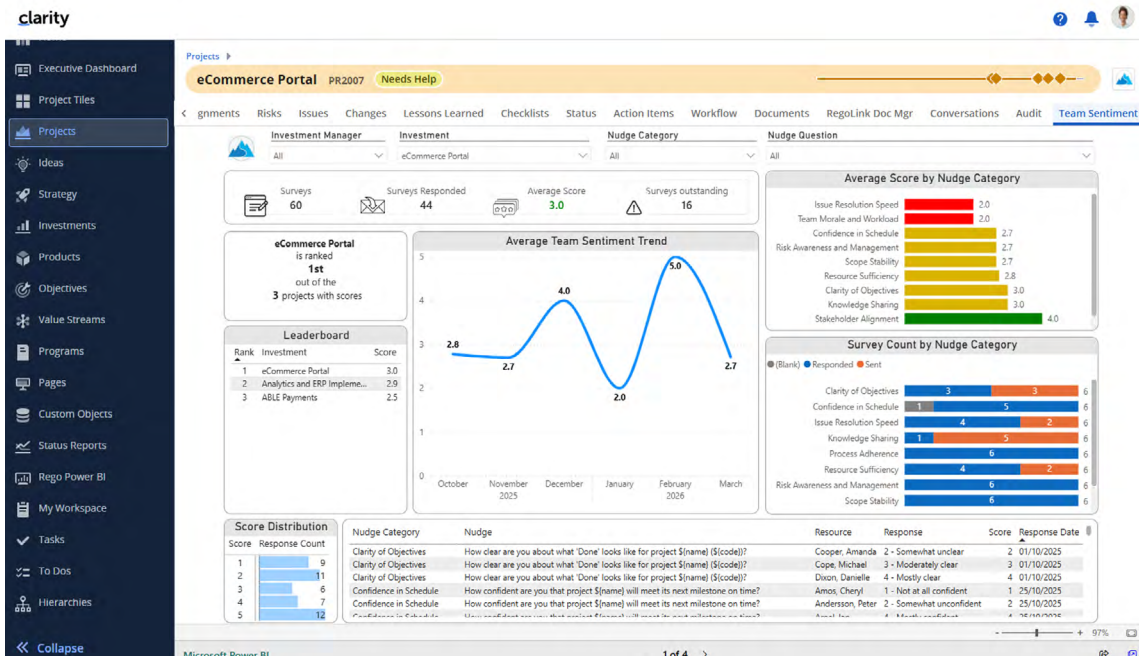 clarity
Executive Dashboard
Project Tiles
Projects
Ideas
Strategy
Investments
Products
Objectives
Value Streams
Programs
Pages
Custom Objects
Status Reports
Rego Power BI
My Workspace
Tasks
To Dos
Hierarchies
Collapse
Projects
eCommerce Portal PR2007 Needs Help
gnments Risks Issues Changes Lessons Learned Checklists Status Action Items Workflow Documents RegoLink Doc Mgr Conversations Audit Team Sentiment
Investment Manager Investment Nudge Category Nudge Question
All eCommerce Portal All All
Surveys Surveys Responded Average Score Surveys outstanding
60 44 3.0 16
eCommerce Portal
is ranked
1st
out of the
3 projects with scores
Leaderboard
Rank Investment Score
1 eCommerce Portal 3.0
2 Analytics and ERP Impleme... 2.9
3 ABLE Payments 2.5
Average Team Sentiment Trend
5
4
3
2
1
0
2.8
2.7
4.0
2.0
5.0
2.7
October November December January February March
2025 2026
Average Score by Nudge Category
Issue Resolution Speed 2.0
Team Morale and Workload 2.0
Confidence in Schedule 2.7
Risk Awareness and Management 2.7
Scope Stability 2.7
Resource Sufficiency 2.8
Clarity of Objectives 3.0
Knowledge Sharing 3.0
Stakeholder Alignment 4.0
Survey Count by Nudge Category
(Blank) Responded Sent
Clarity of Objectives 3 3 6
Confidence in Schedule 1 5 6
Issue Resolution Speed 4 2 6
Knowledge Sharing 1 5 6
Process Adherence 6 6
Resource Sufficiency 4 2 6
Risk Awareness and Management 6 6
Scope Stability 6 6
Score Distribution
Score Response Count
1 9
2 11
3 6
4 7
5 12
Nudge Category Nudge Resource Response Score Response Date
Clarity of Objectives How clear are you about what 'Done' looks like for project ${name} (${code})? Cooper, Amanda 2 - Somewhat unclear 2 01/10/2025
Clarity of Objectives How clear are you about what 'Done' looks like for project ${name} (${code})? Cope, Michael 3 - Moderately clear 3 01/10/2025
Clarity of Objectives How clear are you about what 'Done' looks like for project ${name} (${code})? Dixon, Danielle 4 - Mostly clear 4 01/10/2025
Confidence in Schedule How confident are you that project ${name} will meet its next milestone on time? Amos, Cheryl 1 - Not at all confident 1 25/10/2025
Confidence in Schedule How confident are you that project ${name} will meet its next milestone on time? Andersson, Peter 2 - Somewhat unconfident 2 25/10/2025
- + 97%
Microsoft Power BI 1 of 4